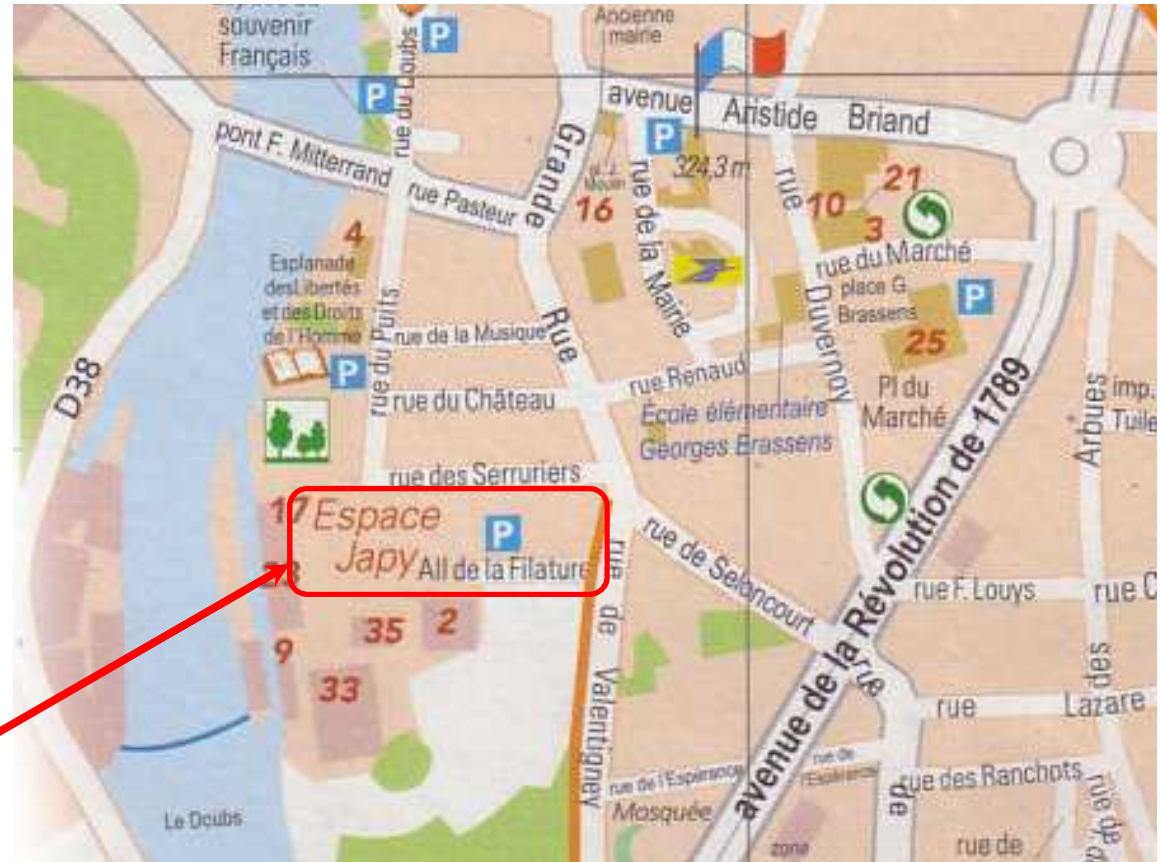 souvenir
Français
P
P
rue du Doubs
Ancienne
mairie
avenue Aristide Briand
P
324,3 m
pont F. Mitterrand
rue Pasteur
Grande
Rue
16
rue de la Mairie
rue Duvernoy
10
21
3
rue du Marché
place G.
Brassens
P
25
Pl du
Marché
4
Esplanade
des Libertés
et des Droits
de l'Homme
P
rue du Puits
rue de la Musique
rue du Château
rue Renaud
École élémentaire
Georges Brassens
D38
rue des Serruriers
17
Espace
Japy
P
All de la Filature
35
2
9
33
rue de Valentigney
rue de Seloncourt
avenue de la Révolution de 1789
Arbues
imp.
Tuile
rue F. Louys
rue C
des
rue
rue Lazare
de
rue de l'Espérance
rue de
l'Espérance
rue des Ranchots
rue de
Mosquée
zone
rue de
Le Doubs